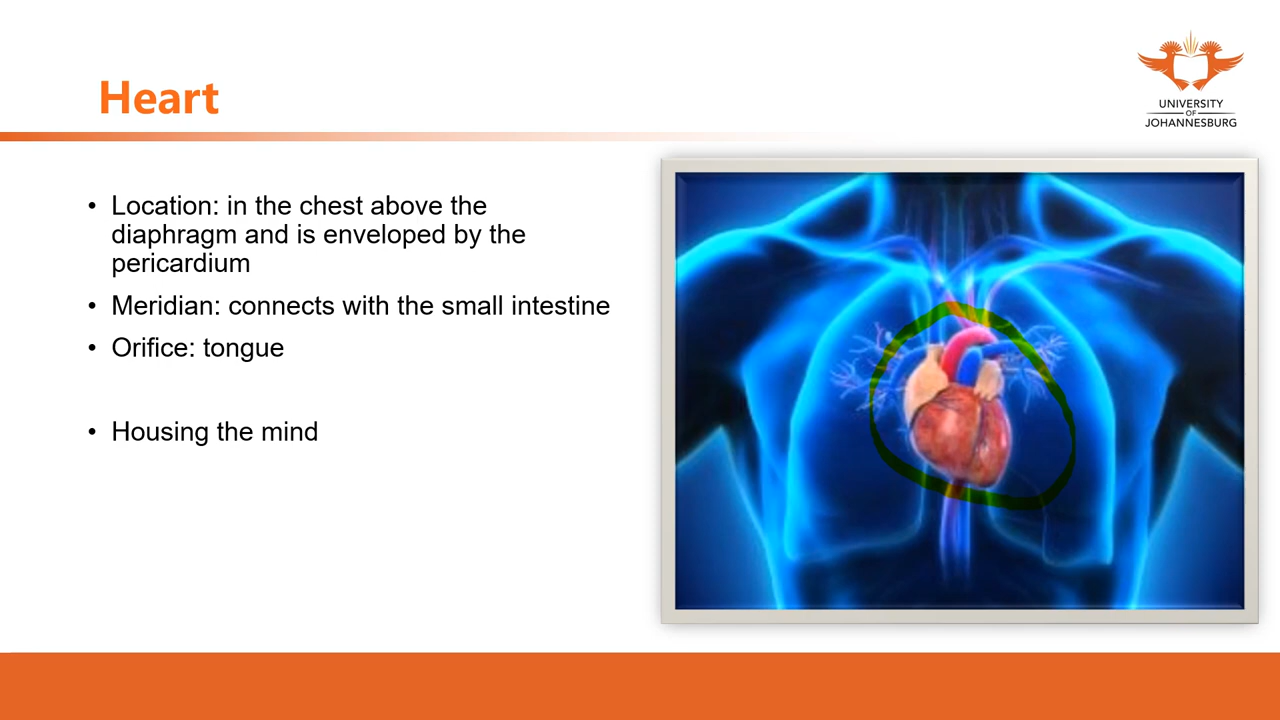 Heart
UNIVERSITY
OF
JOHANNESBURG
• Location: in the chest above the
diaphragm and is enveloped by the
pericardium
• Meridian: connects with the small intestine
• Orifice: tongue
• Housing the mind